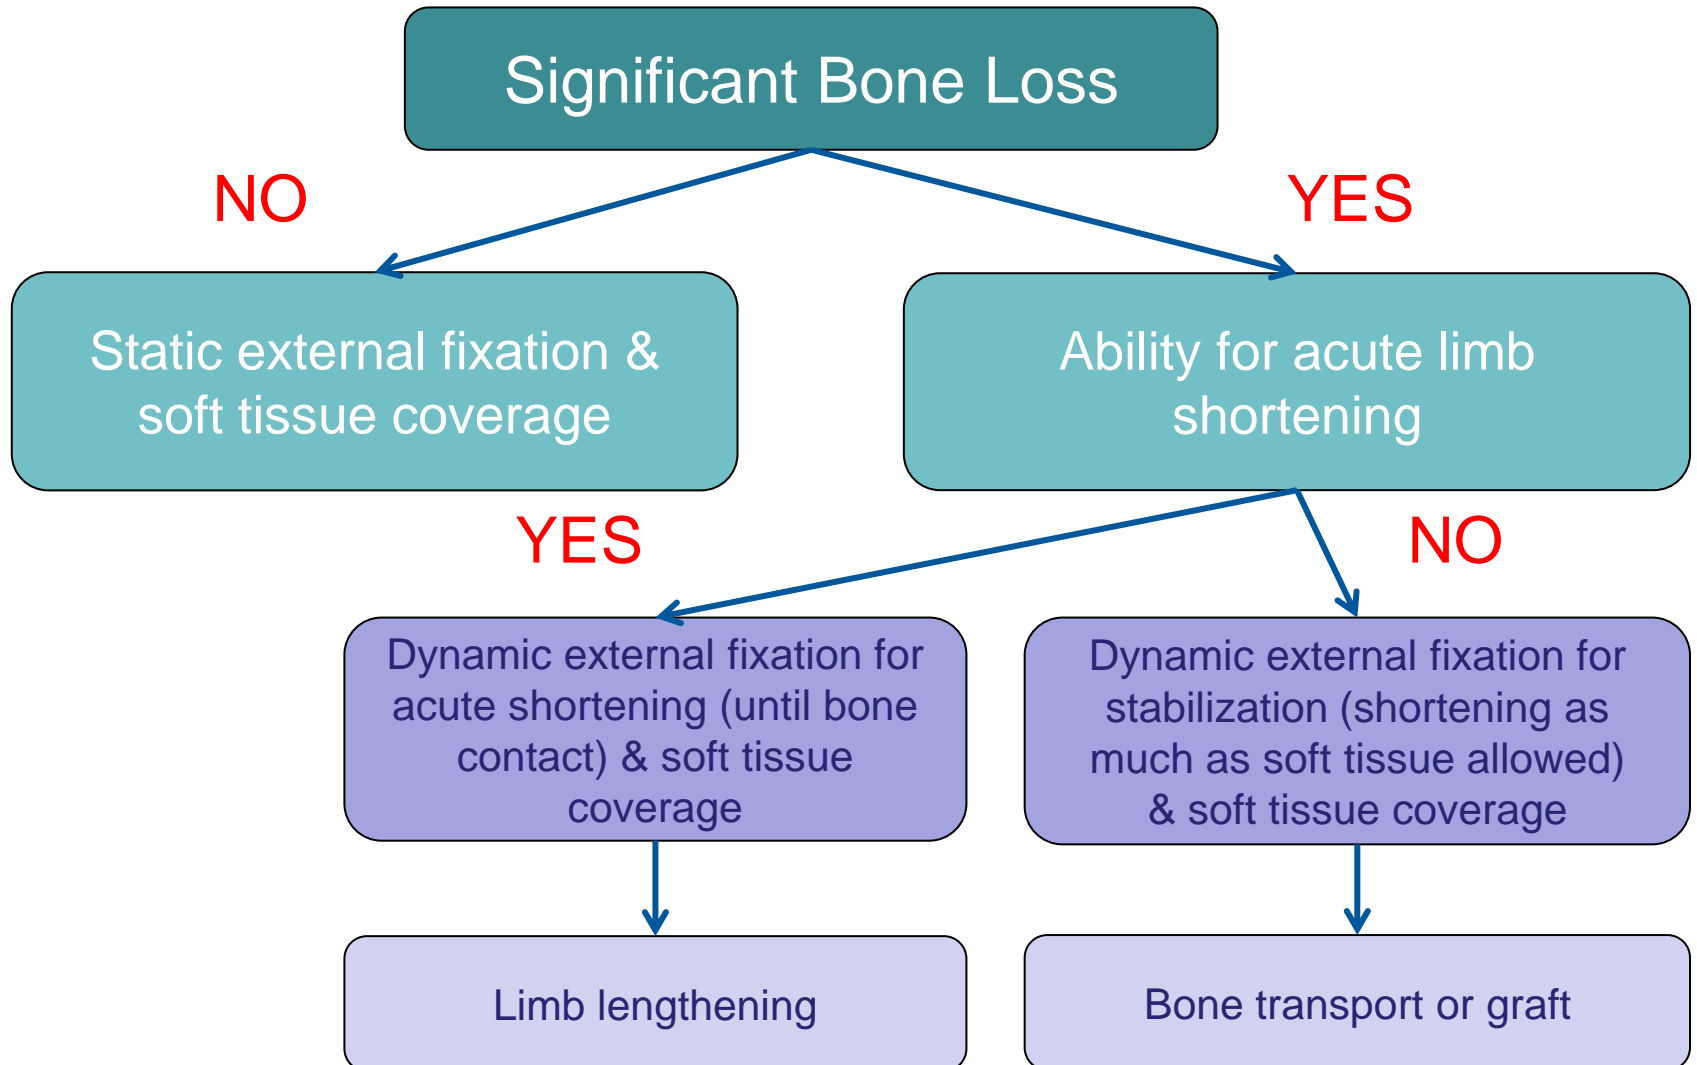 Significant Bone Loss
NO
YES
Static external fixation &
soft tissue coverage
Ability for acute limb
shortening
YES
NO
Dynamic external fixation for
acute shortening (until bone
contact) & soft tissue
coverage
Dynamic external fixation for
stabilization (shortening as
much as soft tissue allowed)
& soft tissue coverage
Limb lengthening
Bone transport or graft